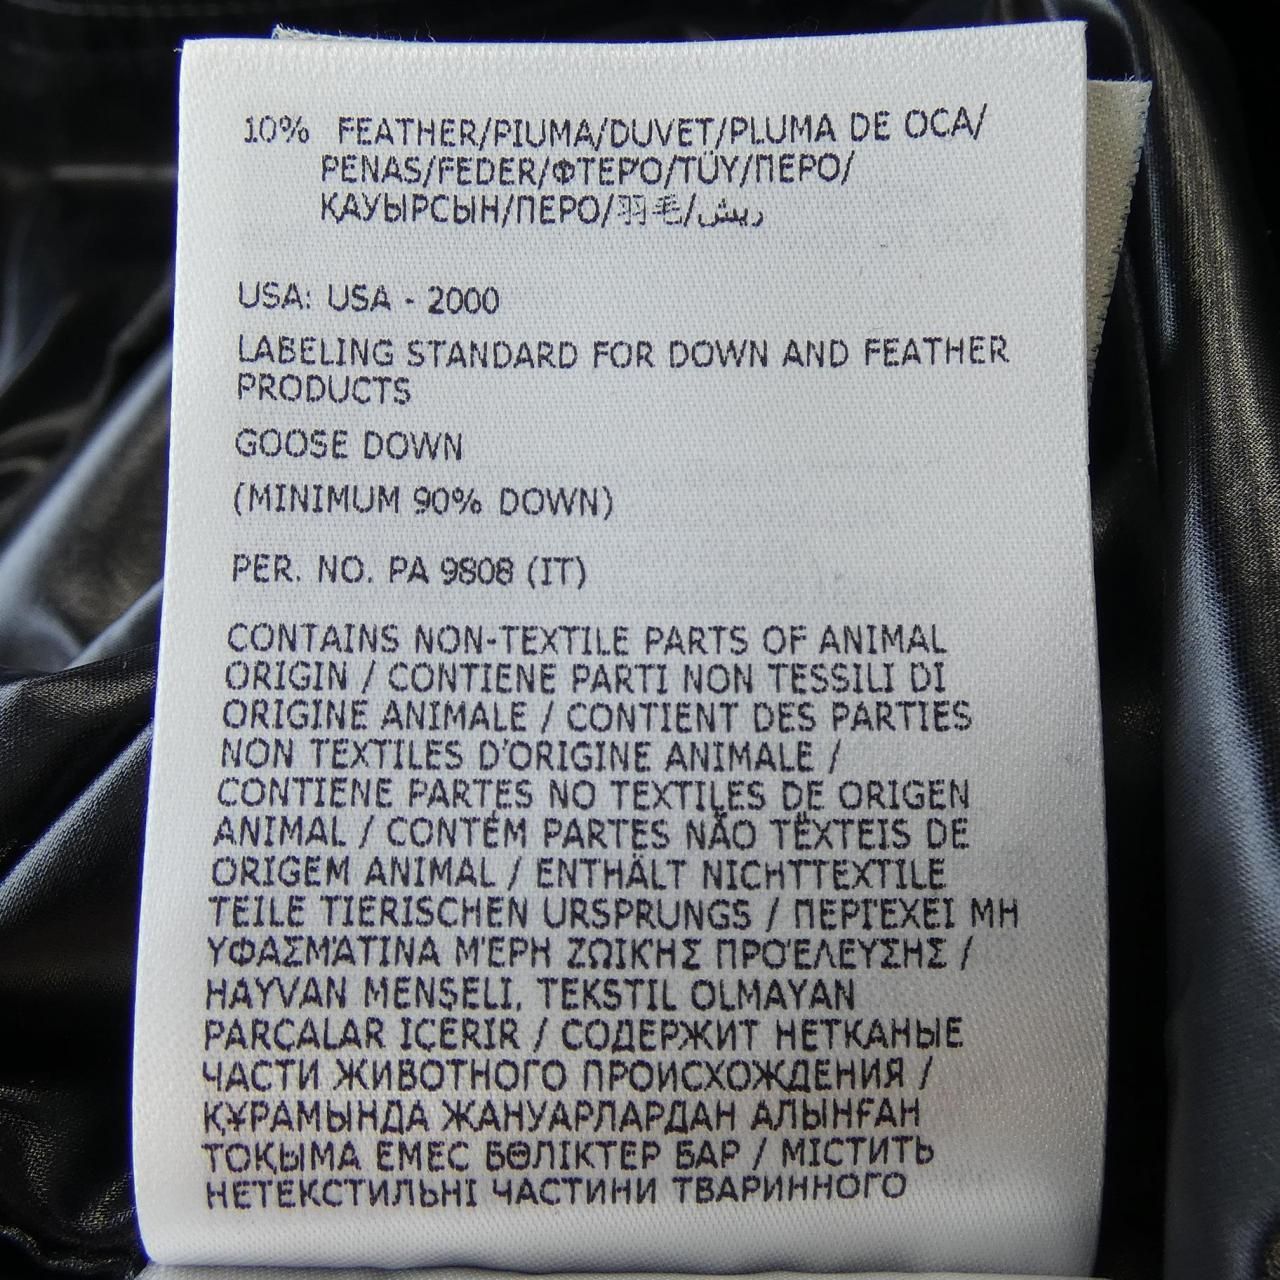 10% FEATHER/PIUMA/DUVET/PLUMA DE OCA/
PENAS/FEDER/ΦΤΕΡΌ/TÜY/ПЕРО/
ҚАУЫРСЫН/ПЕРО/羽毛/ريش
USA: USA - 2000
LABELING STANDARD FOR DOWN AND FEATHER
PRODUCTS
GOOSE DOWN
(MINIMUM 90% DOWN)
PER. NO. PA 9808 (IT)
CONTAINS NON-TEXTILE PARTS OF ANIMAL
ORIGIN / CONTIENE PARTI NON TESSILI DI
ORIGINE ANIMALE / CONTIENT DES PARTIES
NON TEXTILES D'ORIGINE ANIMALE /
CONTIENE PARTES NO TEXTILES DE ORIGEN
ANIMAL / CONTÉM PARTES NÃO TËXTEIS DE
ORIGEM ANIMAL / ENTHÄLT NICHTTEXTILE
TEILE TIERISCHEN URSPRUNGS / ΠΕΡΙΈΧΕΙ ΜΗ
ΥΦΑΣΜΆΤΙΝΑ ΜΈΡΗ ΖΩΙΚΉΣ ΠΡΟΈΛΕΥΣΗΣ /
HAYVAN MENŞELI, TEKSTIL OLMAYAN
PARÇALAR IÇERIR / СОДЕРЖИТ НЕТКАНЫЕ
ЧАСТИ ЖИВОТНОГО ПРОИСХОЖДЕНИЯ /
ҚҰРАМЫНДА ЖАНУАРЛАРДАН АЛЫНҒАН
ТОҚЫМА ЕМЕС БӨЛІКТЕР БАР / МІСТИТЬ
НЕТЕКСТИЛЬНІ ЧАСТИНИ ТВАРИННОГО